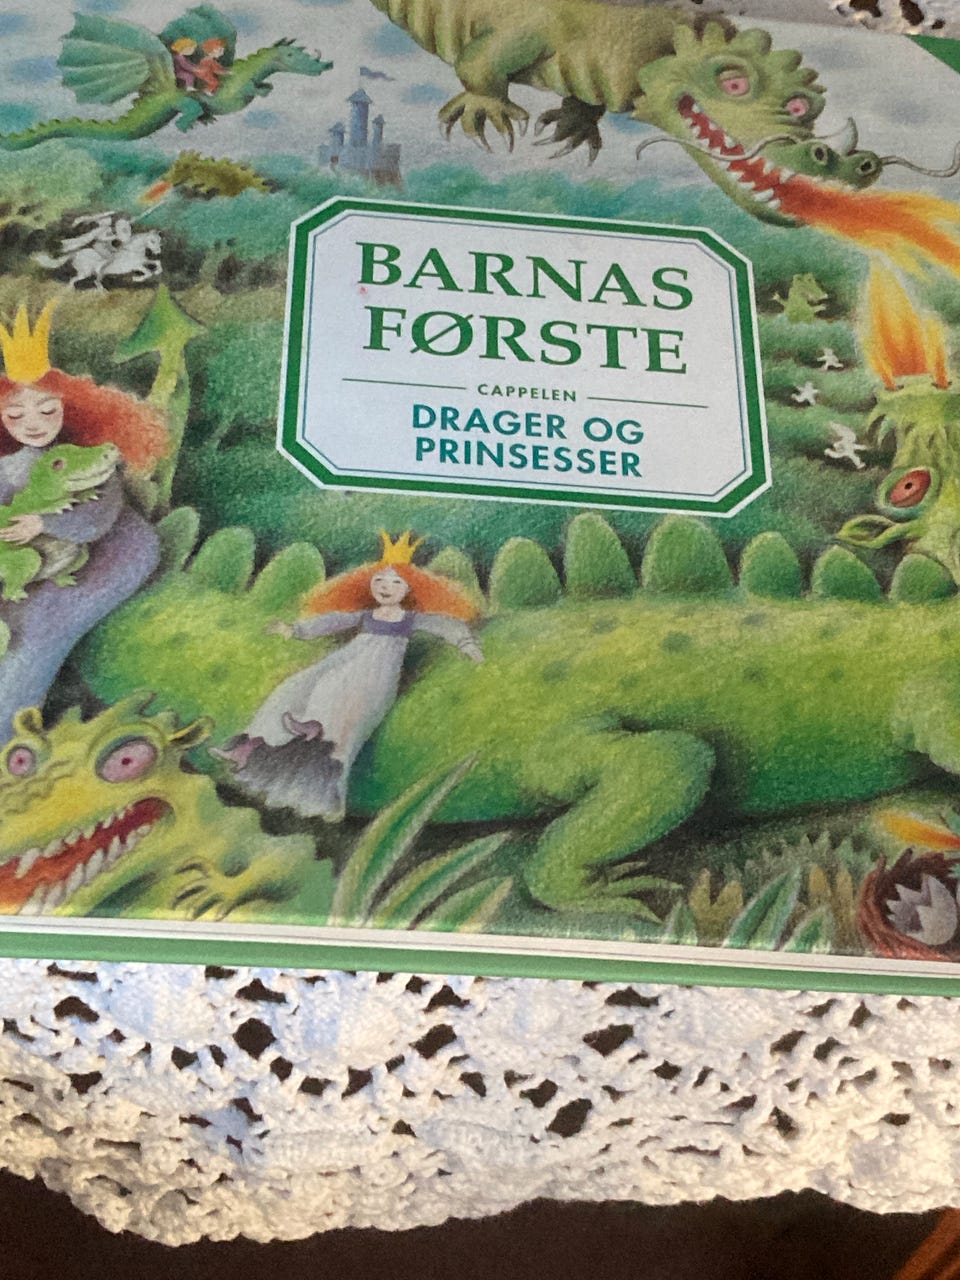 BARNAS
FØRSTE
CAPPELEN
DRAGER OG
PRINSESSER